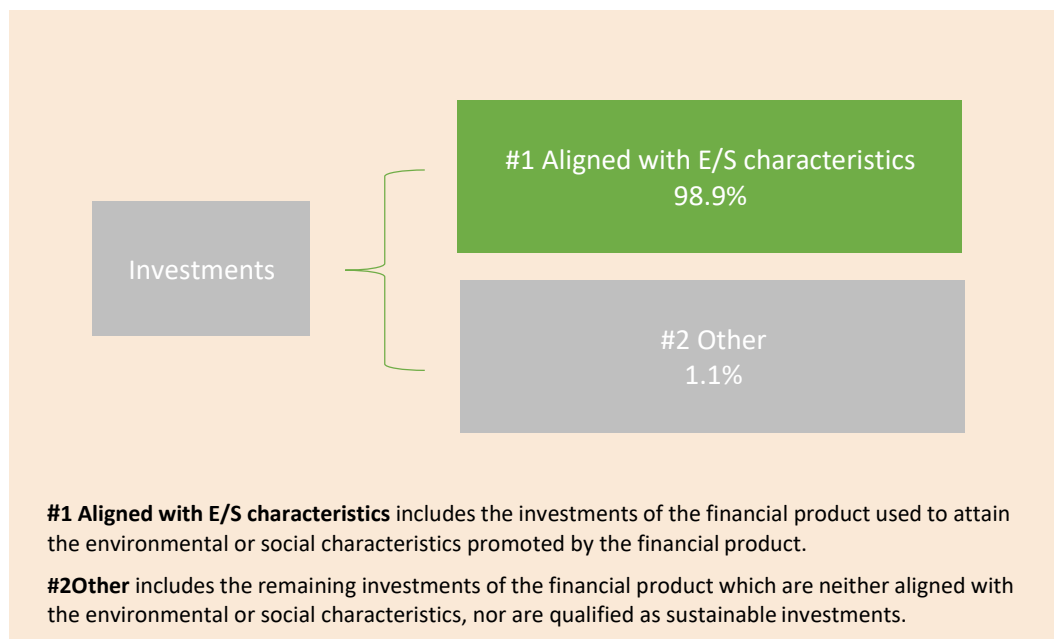 #1 Aligned with E/S characteristics
98.9%
Investments
#2 Other
1.1%
#1 Aligned with E/S characteristics includes the investments of the financial product used to attain
the environmental or social characteristics promoted by the financial product.
#2Other includes the remaining investments of the financial product which are neither aligned with
the environmental or social characteristics, nor are qualified as sustainable investments.